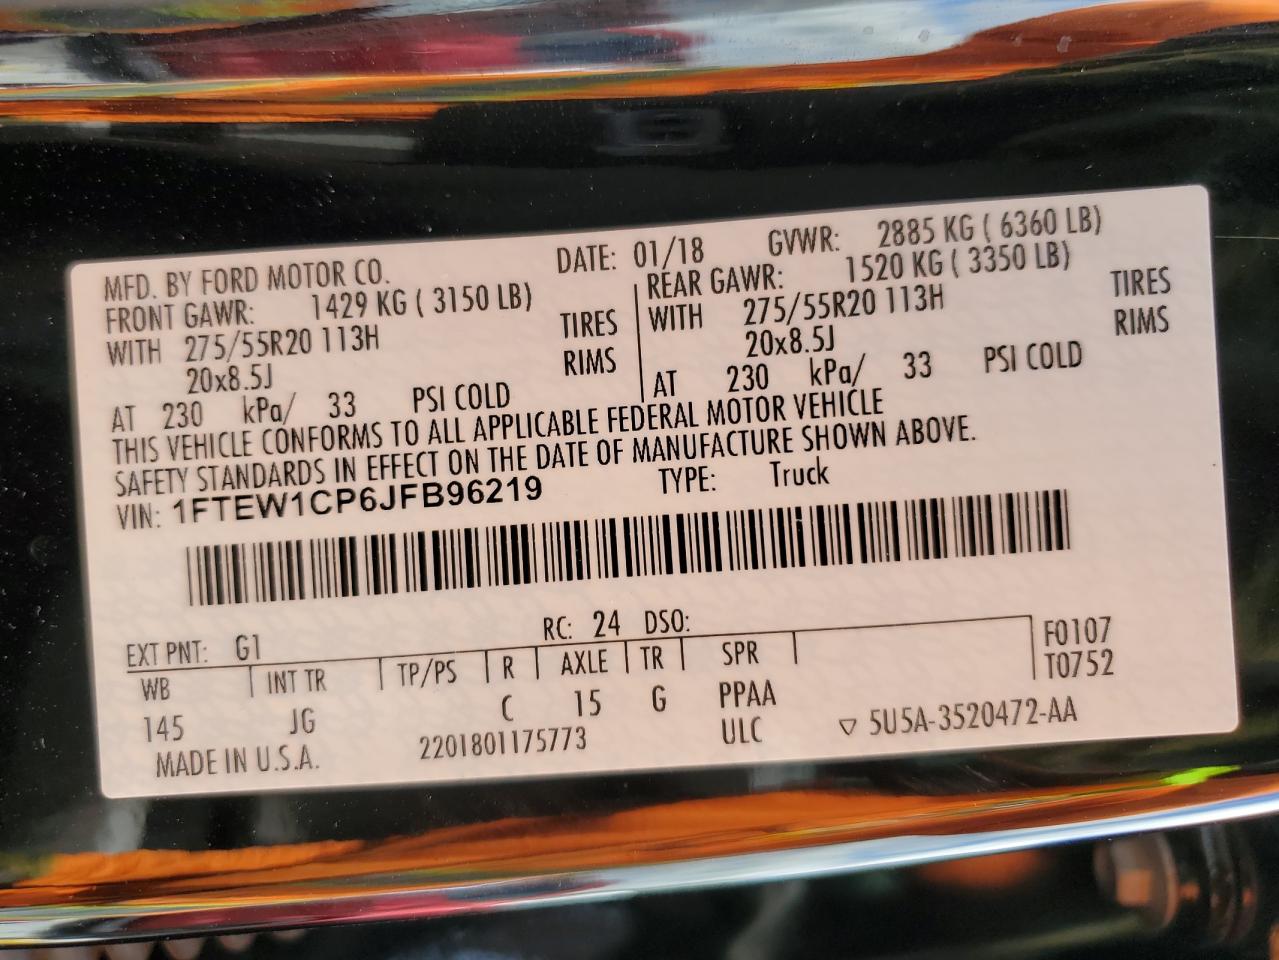 MFD. BY FORD MOTOR CO. DATE: 01/18 GVWR: 2885 KG ( 6360 LB)
FRONT GAWR: 1429 KG ( 3150 LB) REAR GAWR: 1520 KG ( 3350 LB)
WITH 275/55R20 113H TIRES WITH 275/55R20 113H TIRES
20x8.5J RIMS 20x8.5J RIMS
AT 230 kPa/ 33 PSI COLD AT 230 kPa/ 33 PSI COLD
THIS VEHICLE CONFORMS TO ALL APPLICABLE FEDERAL MOTOR VEHICLE
SAFETY STANDARDS IN EFFECT ON THE DATE OF MANUFACTURE SHOWN ABOVE.
VIN: 1FTEW1CP6JFB96219 TYPE: Truck
EXT PNT: G1 RC: 24 DSO:
WB INT TR TP/PS R AXLE TR SPR F0107
145 JG C 15 G PPAA T0752
MADE IN U.S.A. 2201801175773 ULC ▽ 5U5A-3520472-AA